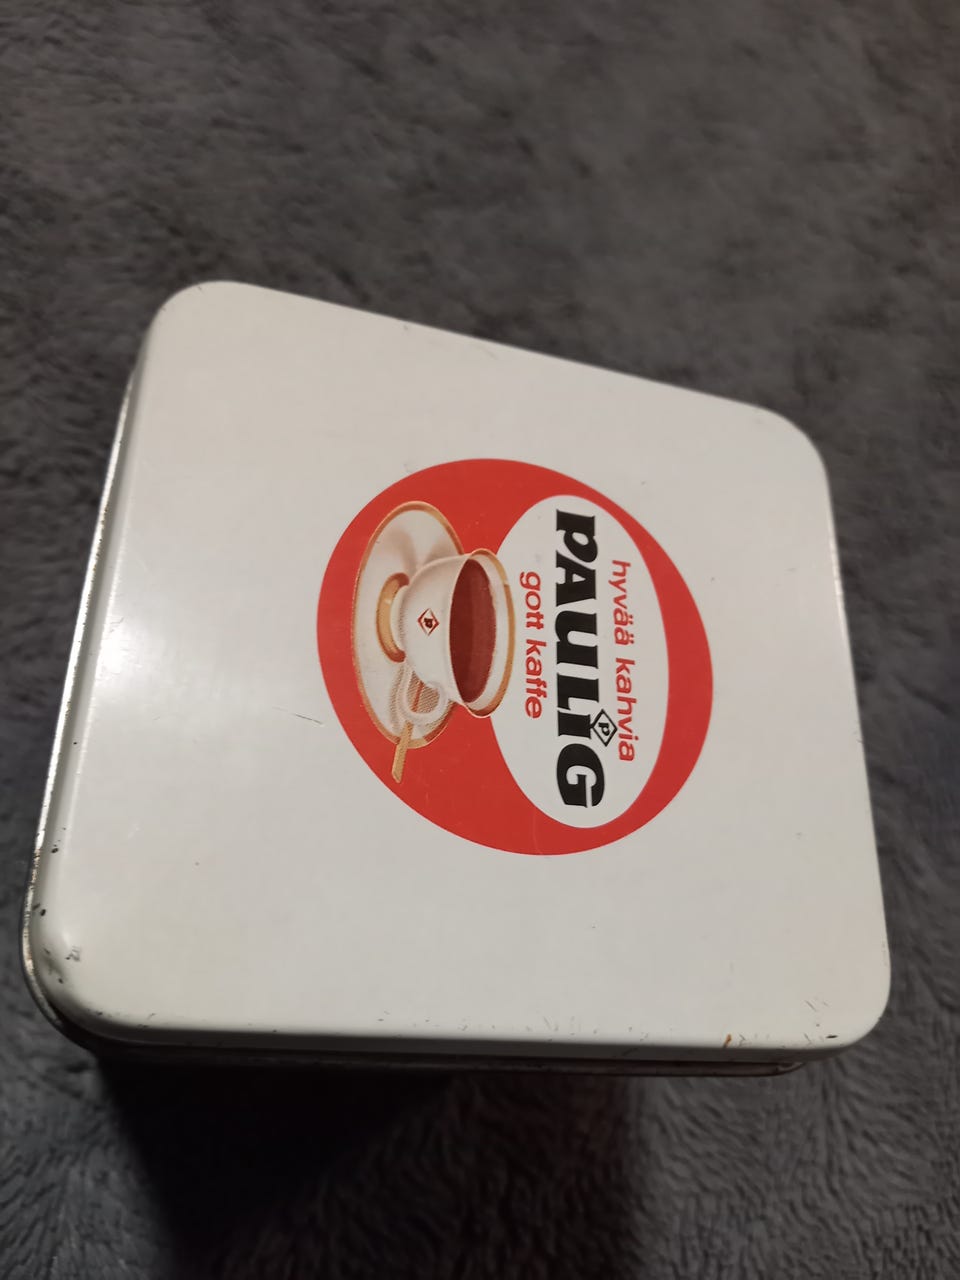 hyvää kahvia
PAULIG
P
gott kaffe
P